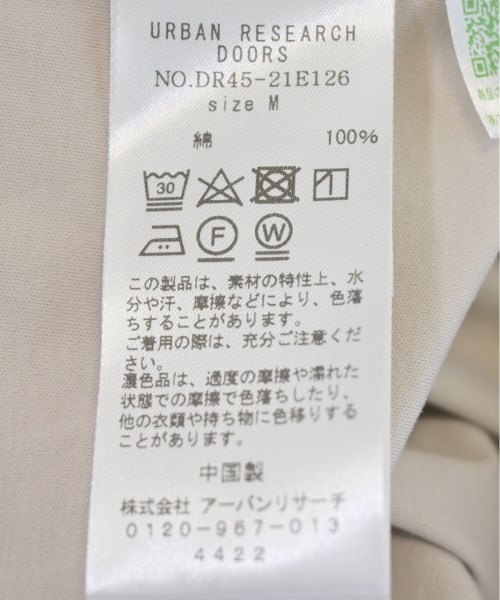 URBAN RESEARCH
DOORS
NO.DR45-21E126
size M
綿 100%
30
F W
この製品は、素材の特性上、水
分や汗、摩擦などにより、色落
ちすることがあります。
ご着用の際は、充分ご注意くだ
さい。
濃色品は、過度の摩擦や濡れた
状態での摩擦で色落ちしたり、
他の衣類や持ち物に色移りする
ことがあります。
中国製
株式会社 アーバンリサーチ
0120-967-013
4422